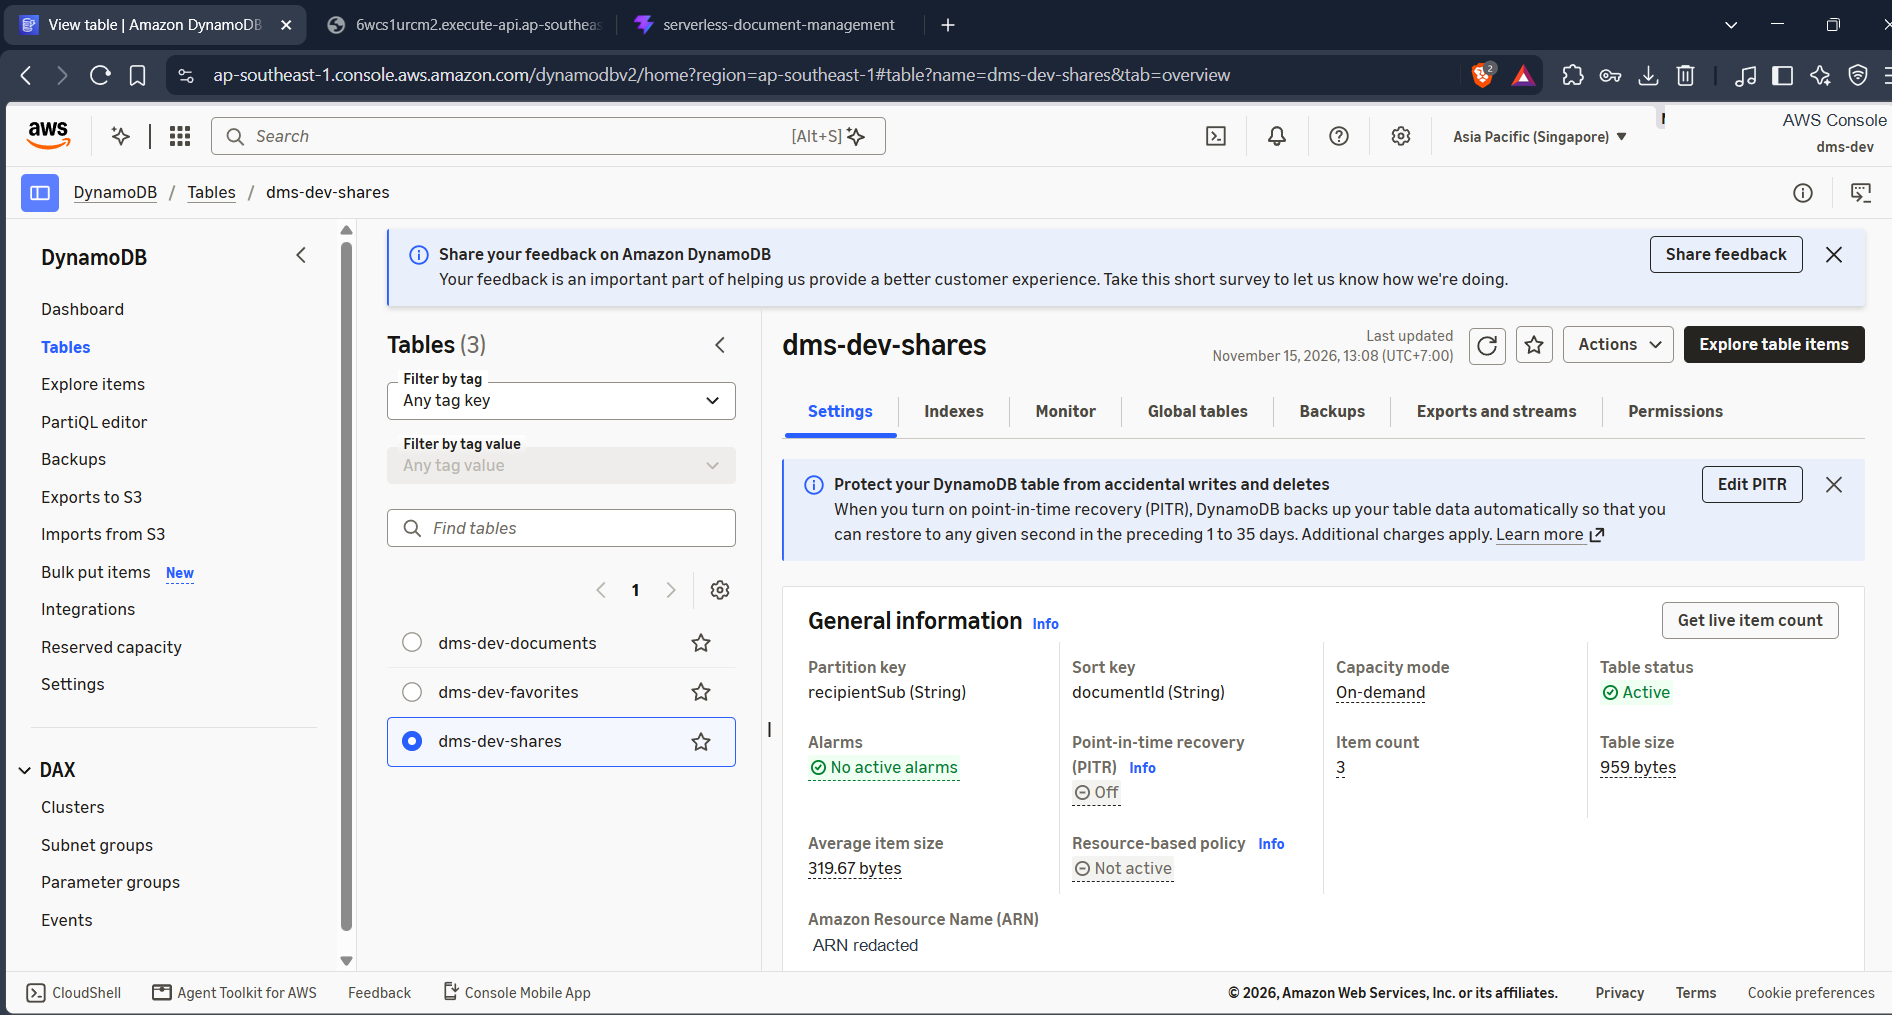 View table | Amazon DynamoDB
6wcs1urcm2.execute-api.ap-southeas
serverless-document-management
ap-southeast-1.console.aws.amazon.com/dynamodbv2/home?region=ap-southeast-1#table?name=dms-dev-shares&tab=overview
2
aws
Search
[Alt+S]
Asia Pacific (Singapore)
AWS Console
dms-dev
DynamoDB / Tables / dms-dev-shares
DynamoDB
Dashboard
Tables
Explore items
PartiQL editor
Backups
Exports to S3
Imports from S3
Bulk put items New
Integrations
Reserved capacity
Settings
DAX
Clusters
Subnet groups
Parameter groups
Events
Share your feedback on Amazon DynamoDB
Your feedback is an important part of helping us provide a better customer experience. Take this short survey to let us know how we're doing.
Share feedback
Tables (3)
Filter by tag
Any tag key
Filter by tag value
Any tag value
Find tables
1
dms-dev-documents
dms-dev-favorites
dms-dev-shares
dms-dev-shares
Last updated
November 15, 2026, 13:08 (UTC+7:00)
Actions
Explore table items
Settings
Indexes
Monitor
Global tables
Backups
Exports and streams
Permissions
Protect your DynamoDB table from accidental writes and deletes
When you turn on point-in-time recovery (PITR), DynamoDB backs up your table data automatically so that you
can restore to any given second in the preceding 1 to 35 days. Additional charges apply. Learn more
Edit PITR
General information Info
Get live item count
Partition key
recipientSub (String)
Sort key
documentId (String)
Capacity mode
On-demand
Table status
Active
Alarms
No active alarms
Point-in-time recovery
(PITR) Info
Off
Item count
3
Table size
959 bytes
Average item size
319.67 bytes
Resource-based policy Info
Not active
Amazon Resource Name (ARN)
ARN redacted
CloudShell
Agent Toolkit for AWS
Feedback
Console Mobile App
© 2026, Amazon Web Services, Inc. or its affiliates.
Privacy
Terms
Cookie preferences